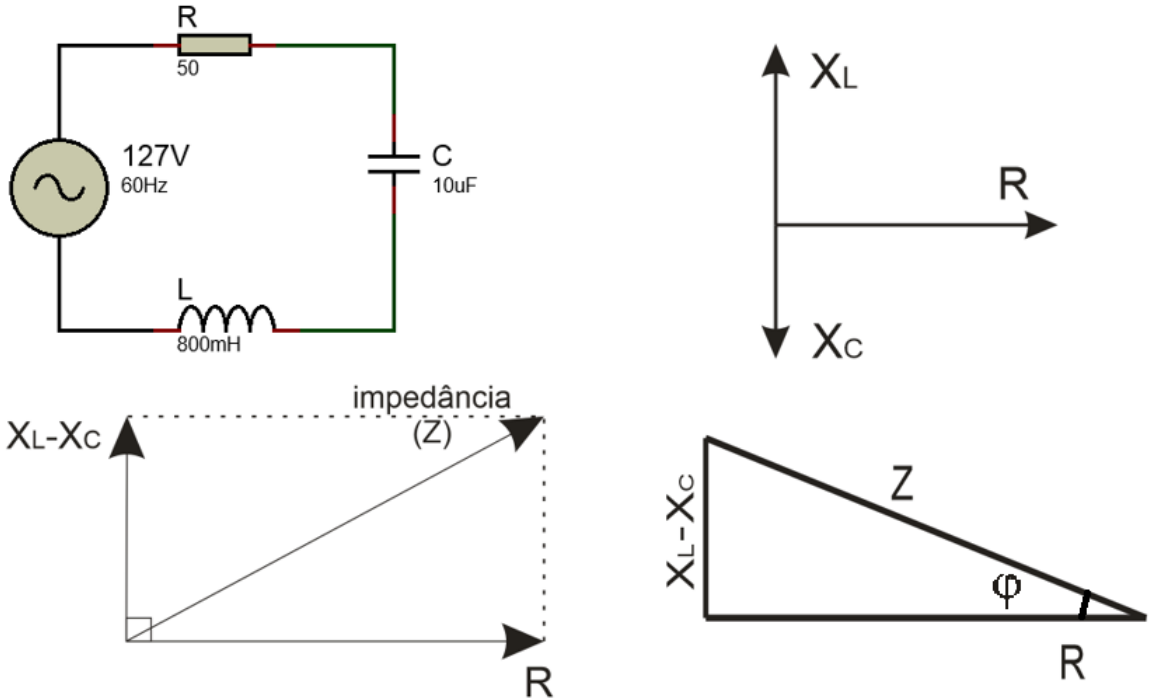 R
50
127V
60Hz
C
10uF
L
800mH
XL
R
XC
impedância
(Z)
XL-XC
R
Z
XL-XC
φ
R